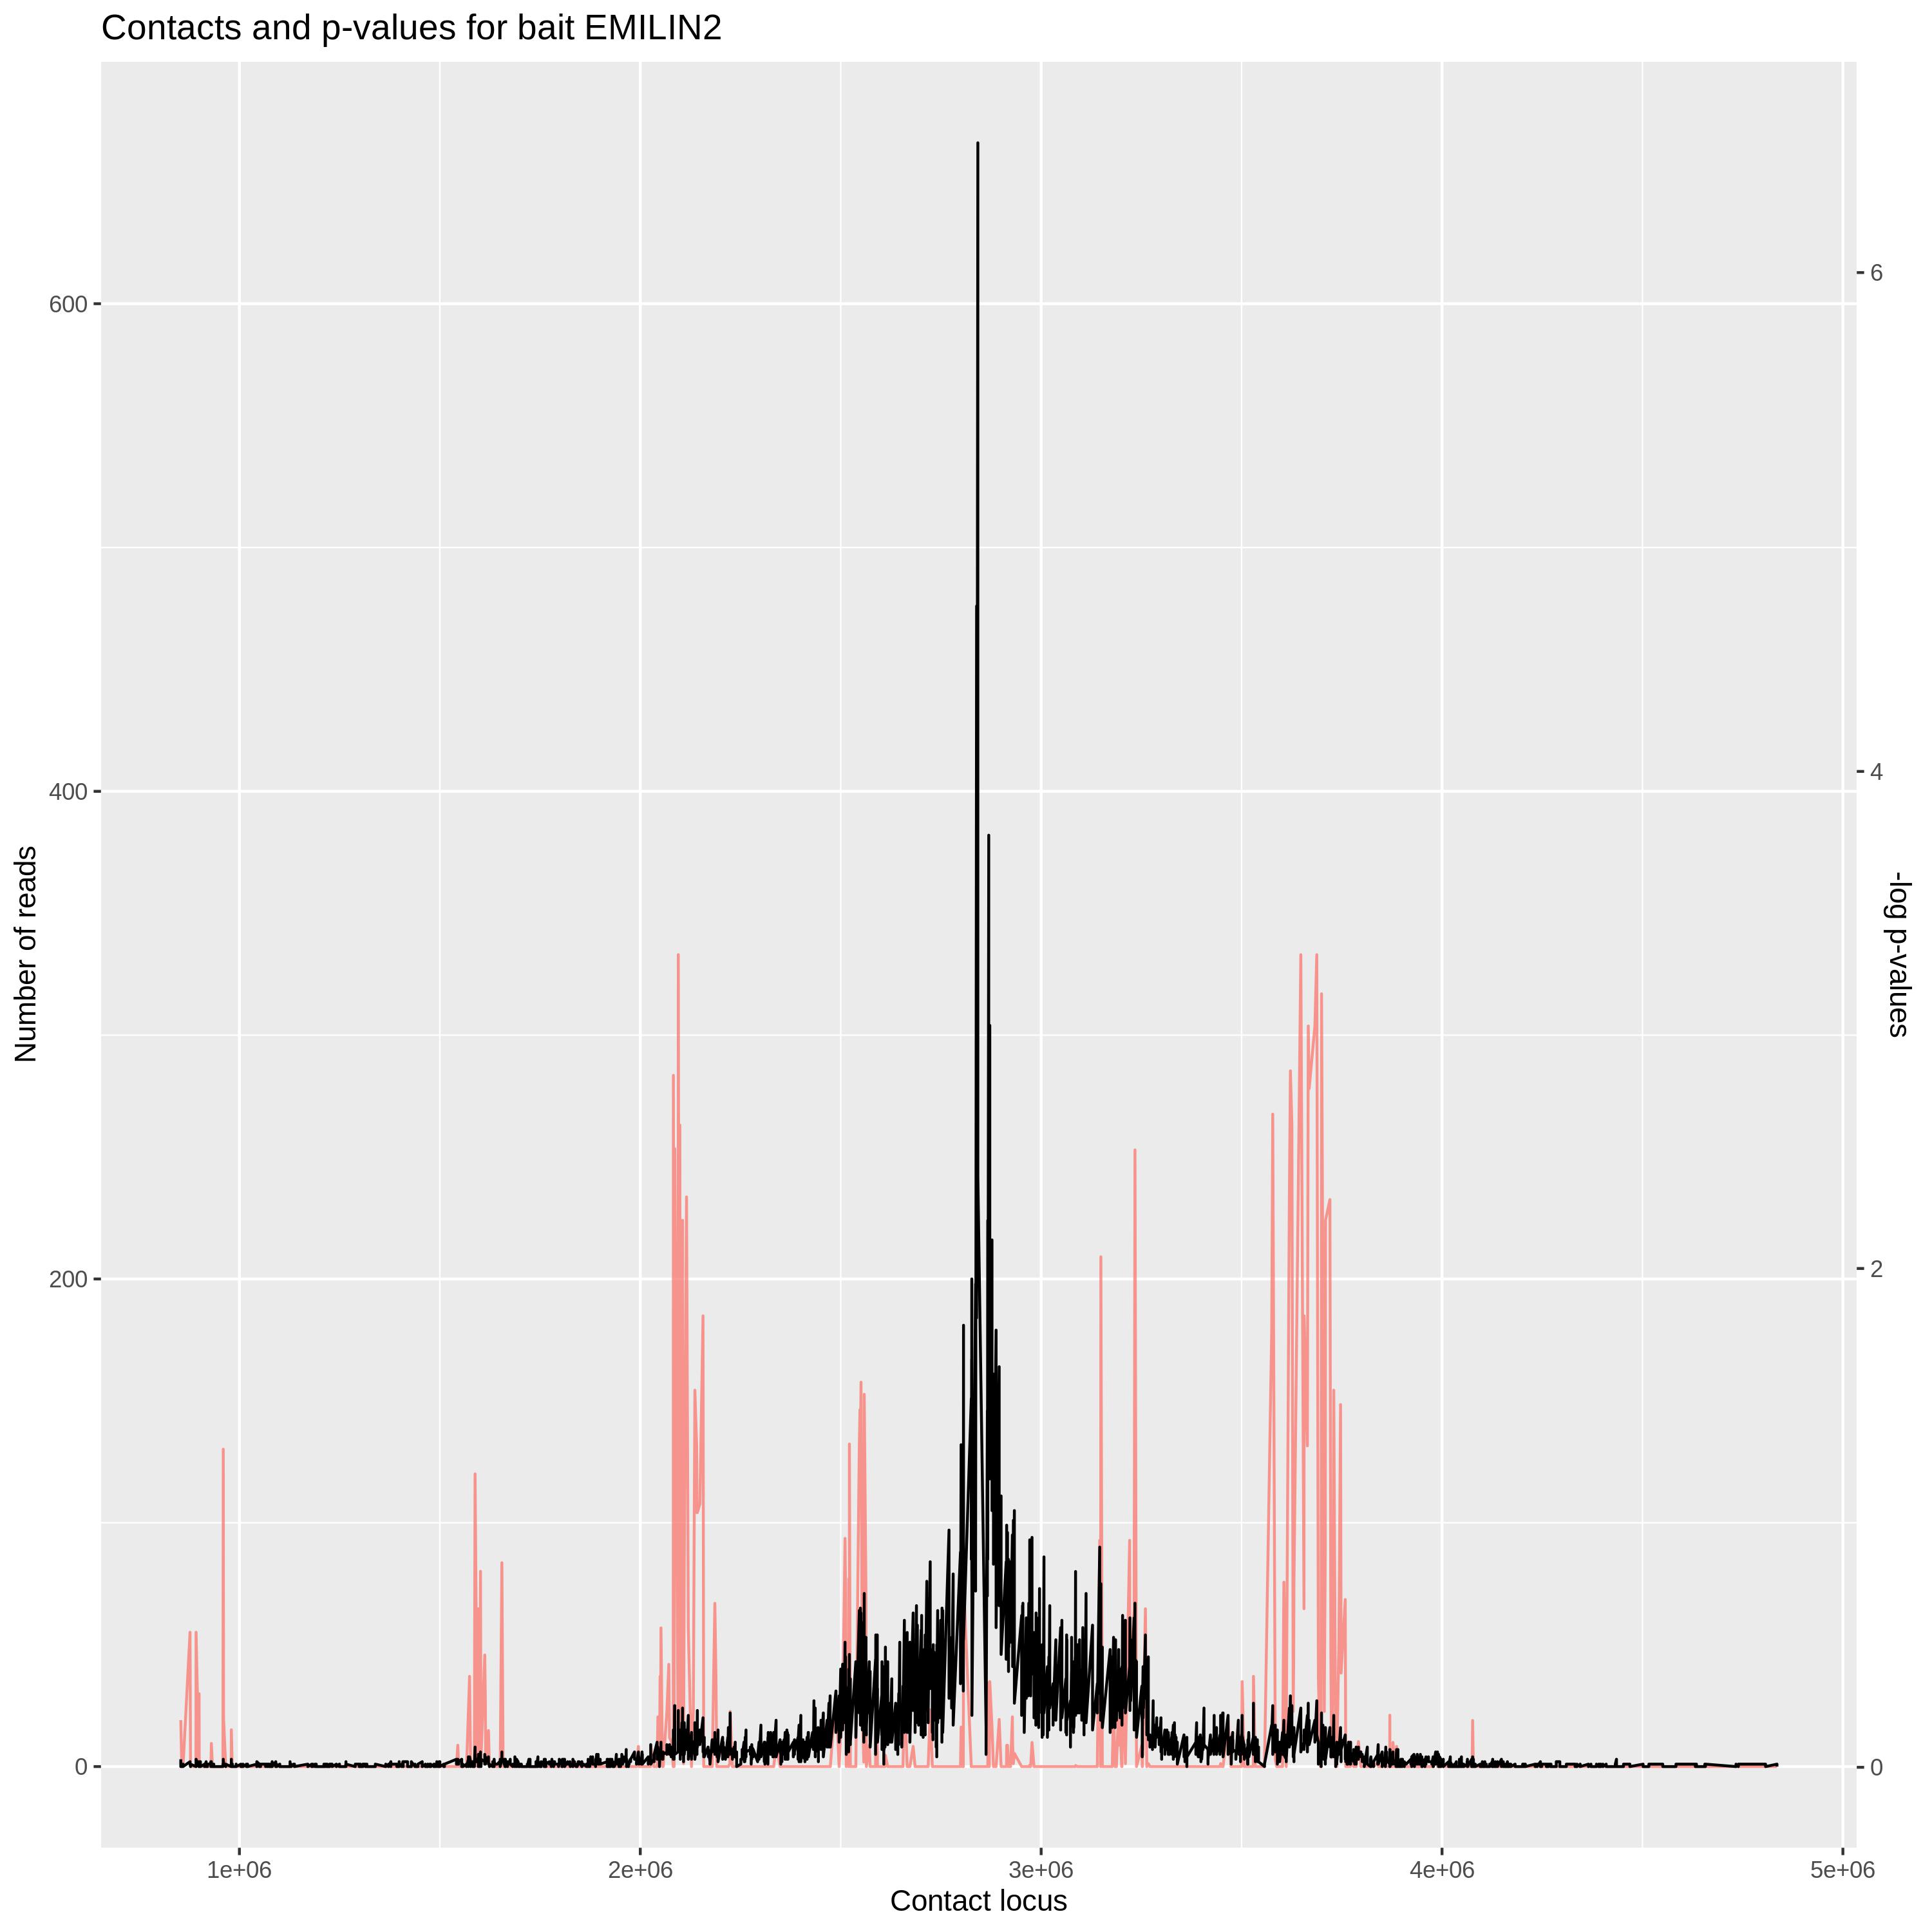 Contacts and p-values for bait EMILIN2
600
400
200
0
6
4
2
0
Number of reads
-log p-values
1e+06
2e+06
3e+06
4e+06
5e+06
Contact locus